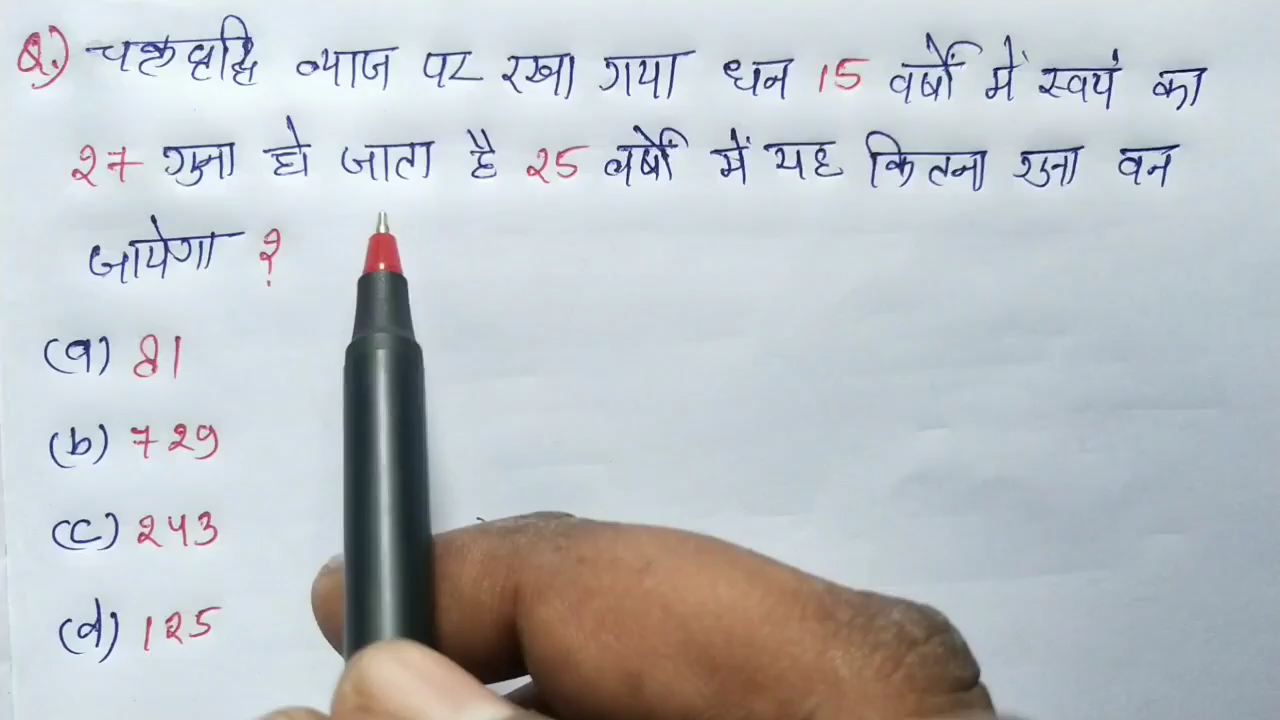 Q.) चक्रवृद्धि ब्याज पर रखा गया धन 15 वर्षों में स्वयं का
27 गुना हो जाता है 25 वर्षों में यह कितना गुना बन
जायेगा ?
(a) 81
(b) 729
(c) 243
(d) 125